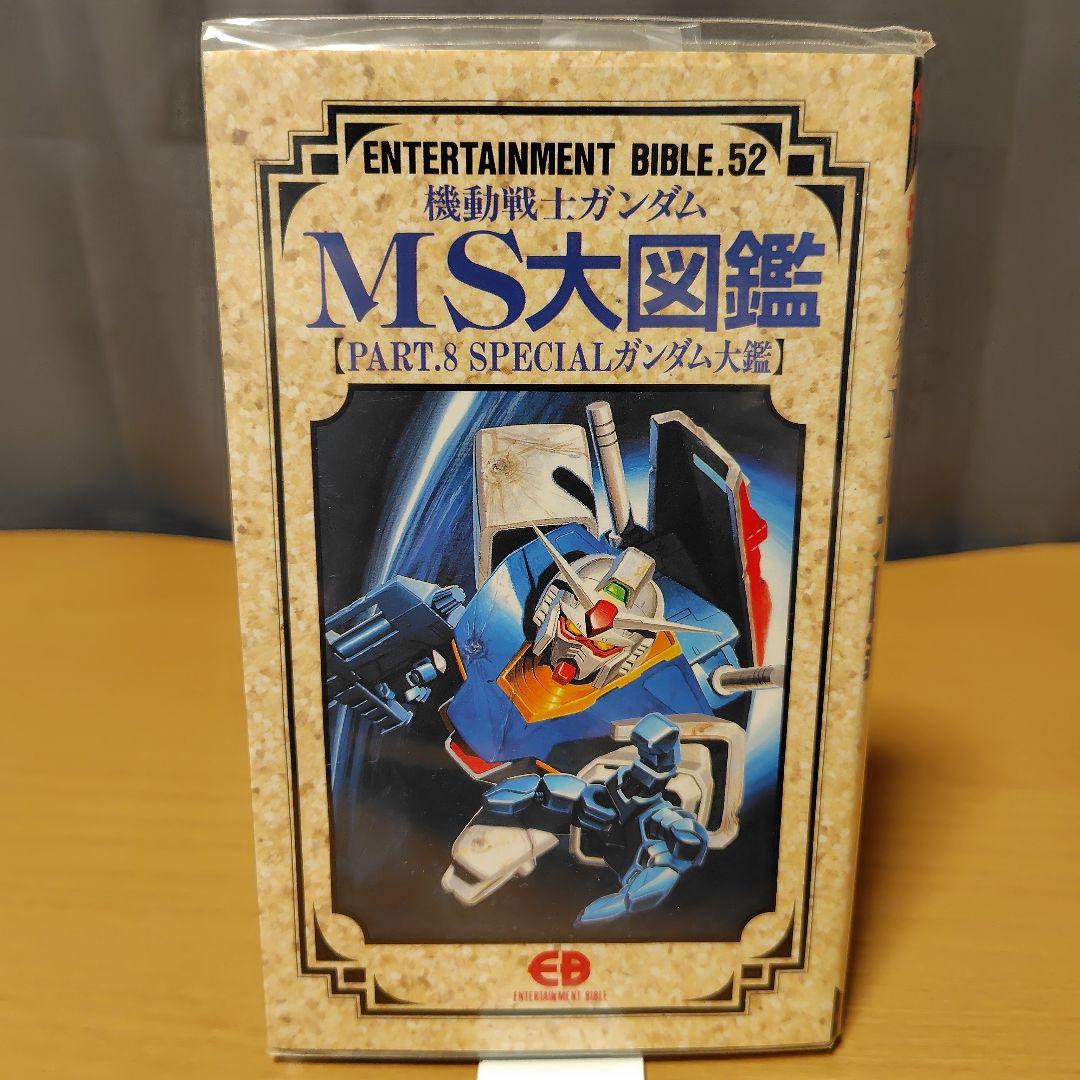 ENTERTAINMENT BIBLE.52
機動戦士ガンダム
MS大図鑑
【PART.8 SPECIALガンダム大鑑】
EB
ENTERTAINMENT BIBLE